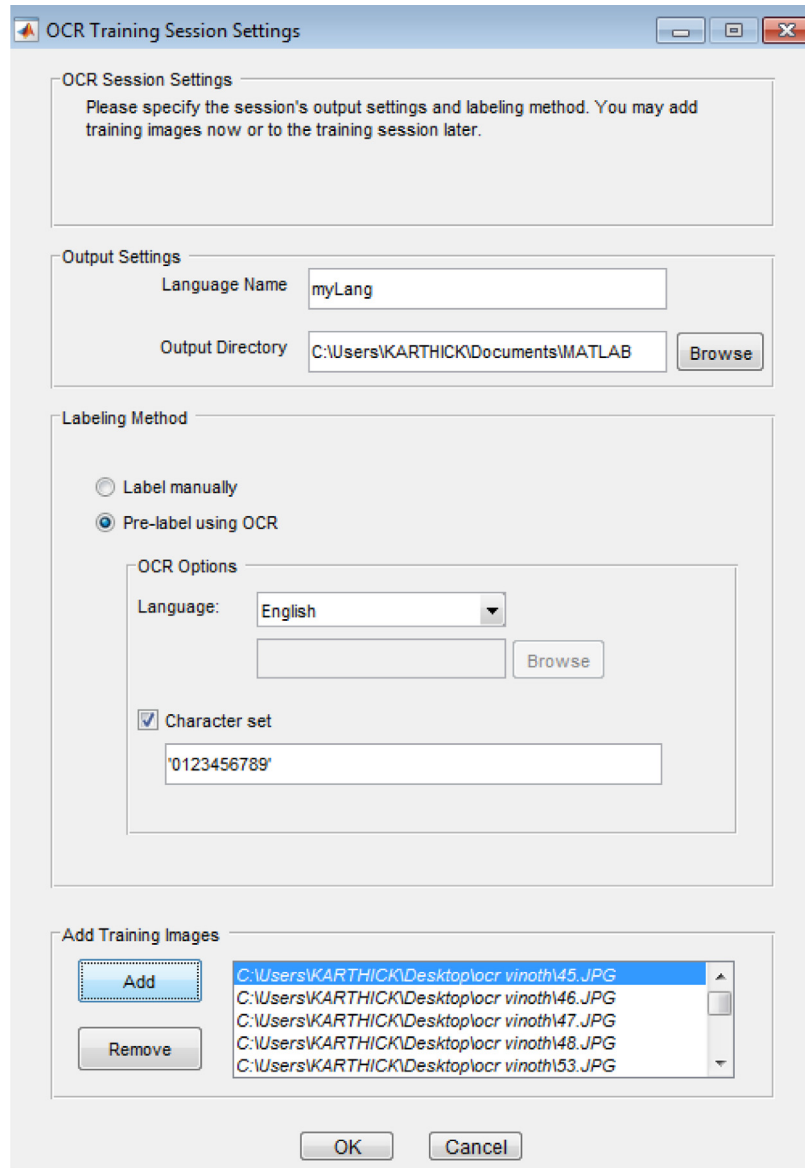 OCR Training Session Settings
OCR Session Settings
Please specify the session's output settings and labeling method. You may add
training images now or to the training session later.
Output Settings
Language Name
myLang
Output Directory
C:\Users\KARTHICK\Documents\MATLAB
Browse
Labeling Method
Label manually
Pre-label using OCR
OCR Options
Language:
English
Browse
Character set
'0123456789'
Add Training Images
Add
Remove
C:\Users\KARTHICK\Desktop\ocr vinoth\45.JPG
C:\Users\KARTHICK\Desktop\ocr vinoth\46.JPG
C:\Users\KARTHICK\Desktop\ocr vinoth\47.JPG
C:\Users\KARTHICK\Desktop\ocr vinoth\48.JPG
C:\Users\KARTHICK\Desktop\ocr vinoth\53.JPG
OK
Cancel